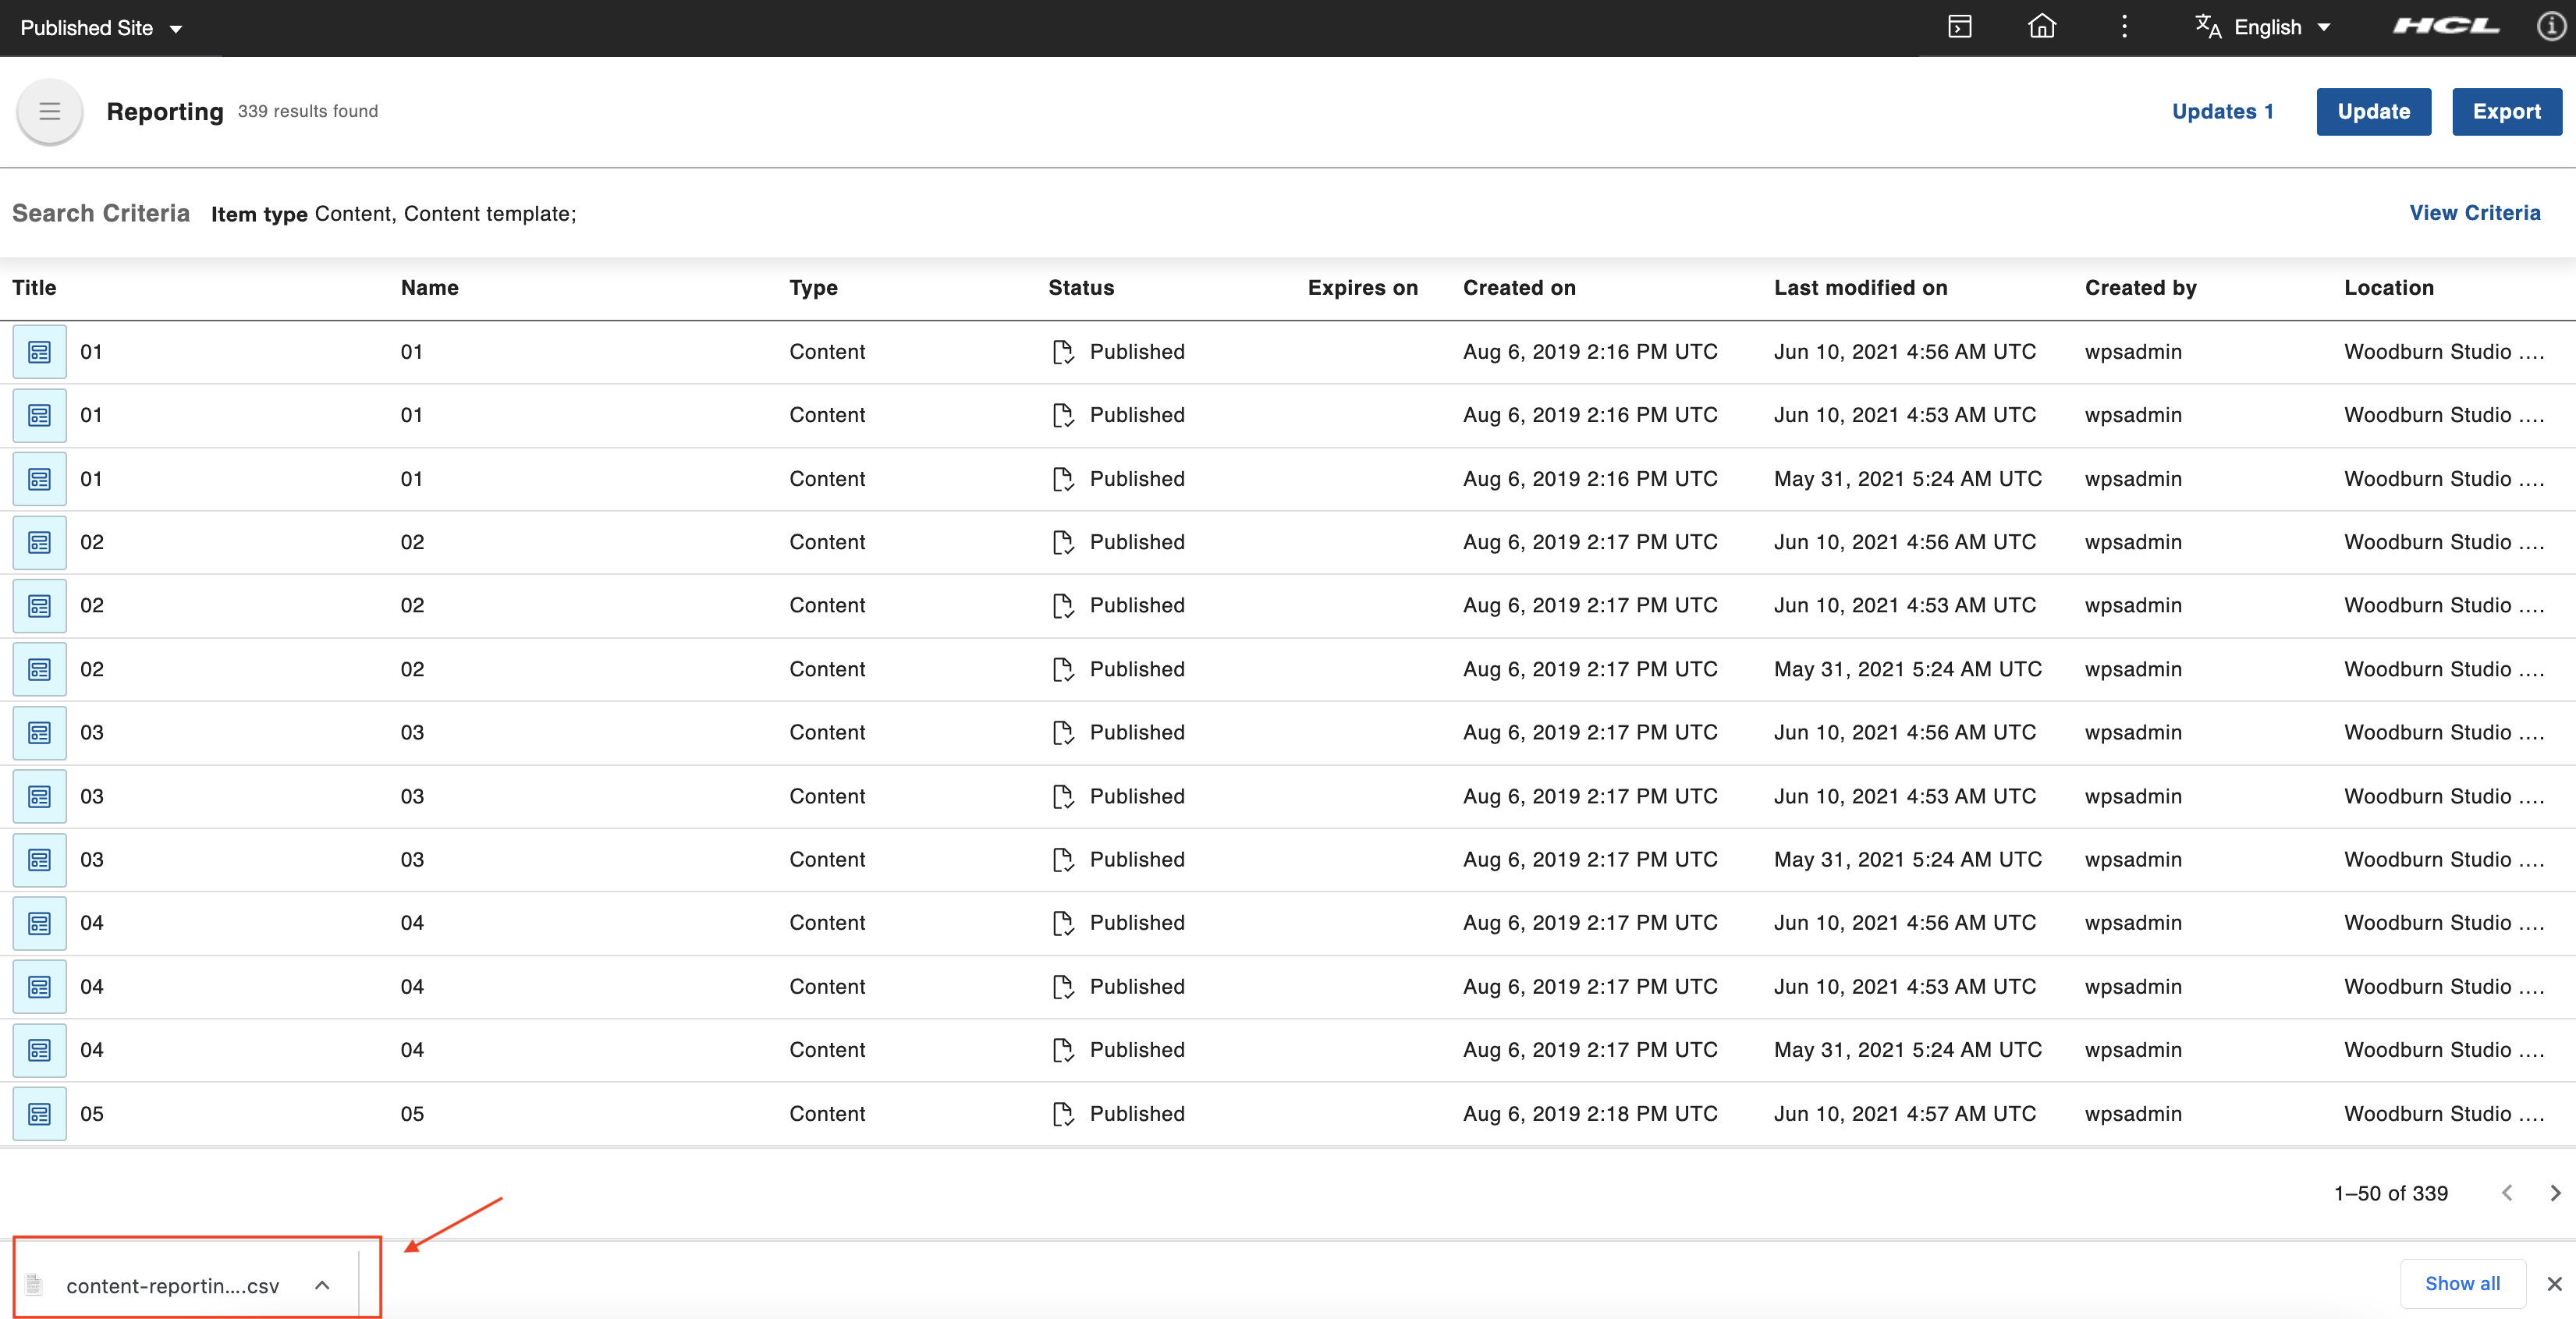 Published Site English HCL
Reporting 339 results found Updates 1 Update Export
Search Criteria Item type Content, Content template; View Criteria
Title Name Type Status Expires on Created on Last modified on Created by Location
01 01 Content Published Aug 6, 2019 2:16 PM UTC Jun 10, 2021 4:56 AM UTC wpsadmin Woodburn Studio ....
01 01 Content Published Aug 6, 2019 2:16 PM UTC Jun 10, 2021 4:53 AM UTC wpsadmin Woodburn Studio ....
01 01 Content Published Aug 6, 2019 2:16 PM UTC May 31, 2021 5:24 AM UTC wpsadmin Woodburn Studio ....
02 02 Content Published Aug 6, 2019 2:17 PM UTC Jun 10, 2021 4:56 AM UTC wpsadmin Woodburn Studio ....
02 02 Content Published Aug 6, 2019 2:17 PM UTC Jun 10, 2021 4:53 AM UTC wpsadmin Woodburn Studio ....
02 02 Content Published Aug 6, 2019 2:17 PM UTC May 31, 2021 5:24 AM UTC wpsadmin Woodburn Studio ....
03 03 Content Published Aug 6, 2019 2:17 PM UTC Jun 10, 2021 4:56 AM UTC wpsadmin Woodburn Studio ....
03 03 Content Published Aug 6, 2019 2:17 PM UTC Jun 10, 2021 4:53 AM UTC wpsadmin Woodburn Studio ....
03 03 Content Published Aug 6, 2019 2:17 PM UTC May 31, 2021 5:24 AM UTC wpsadmin Woodburn Studio ....
04 04 Content Published Aug 6, 2019 2:17 PM UTC Jun 10, 2021 4:56 AM UTC wpsadmin Woodburn Studio ....
04 04 Content Published Aug 6, 2019 2:17 PM UTC Jun 10, 2021 4:53 AM UTC wpsadmin Woodburn Studio ....
04 04 Content Published Aug 6, 2019 2:17 PM UTC May 31, 2021 5:24 AM UTC wpsadmin Woodburn Studio ....
05 05 Content Published Aug 6, 2019 2:18 PM UTC Jun 10, 2021 4:57 AM UTC wpsadmin Woodburn Studio ....
1–50 of 339
content-reportin....csv Show all